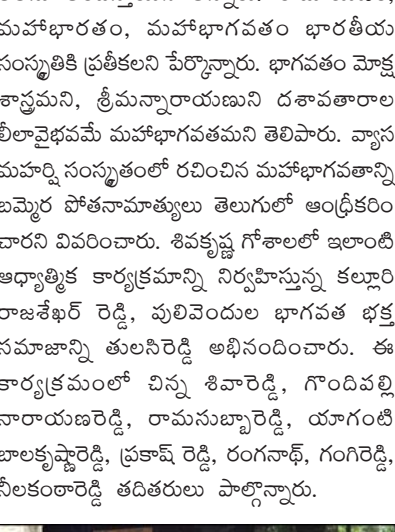 మహాభారతం, మహాభాగవతం భారతీయ
సంస్కృతికి ప్రతీకలని పేర్కొన్నారు. భాగవతం మోక్ష
శాస్త్రమని, శ్రీమన్నారాయణుని దశావతారాల
లీలావైభవమే మహాభాగవతమని తెలిపారు. వ్యాస
మహర్షి సంస్కృతంలో రచించిన మహాభాగవతాన్ని
బమ్మెర పోతనామాత్యులు తెలుగులో ఆంధ్రీకరిం
చారని వివరించారు. శివకృష్ణ గోశాలలో ఇలాంటి
ఆధ్యాత్మిక కార్యక్రమాన్ని నిర్వహిస్తున్న కల్లూరి
రాజశేఖర్ రెడ్డి, పులివెందుల భాగవత భక్త
సమాజాన్ని తులసిరెడ్డి అభినందించారు. ఈ
కార్యక్రమంలో చిన్న శివారెడ్డి, గొందివల్లి
నారాయణరెడ్డి, రామసుబ్బారెడ్డి, యాగంటి
బాలకృష్ణారెడ్డి, ప్రకాష్ రెడ్డి, రంగనాథ్, గంగిరెడ్డి,
నీలకంఠారెడ్డి తదితరులు పాల్గొన్నారు.